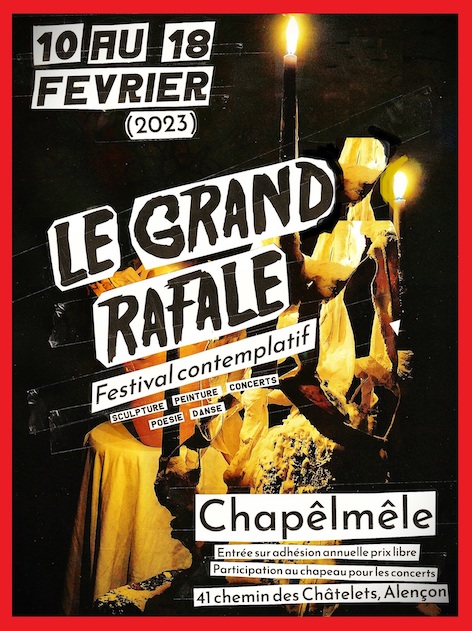 10 AU 18
FEVRIER
(2023)
LE GRAND
RAFALE
Festival contemplatif
SCULPTURE PEINTURE CONCERTS
POESIE DANSE
Chapêlmêle
Entrée sur adhésion annuelle prix libre
Participation au chapeau pour les concerts
41 chemin des Châtelets, Alençon